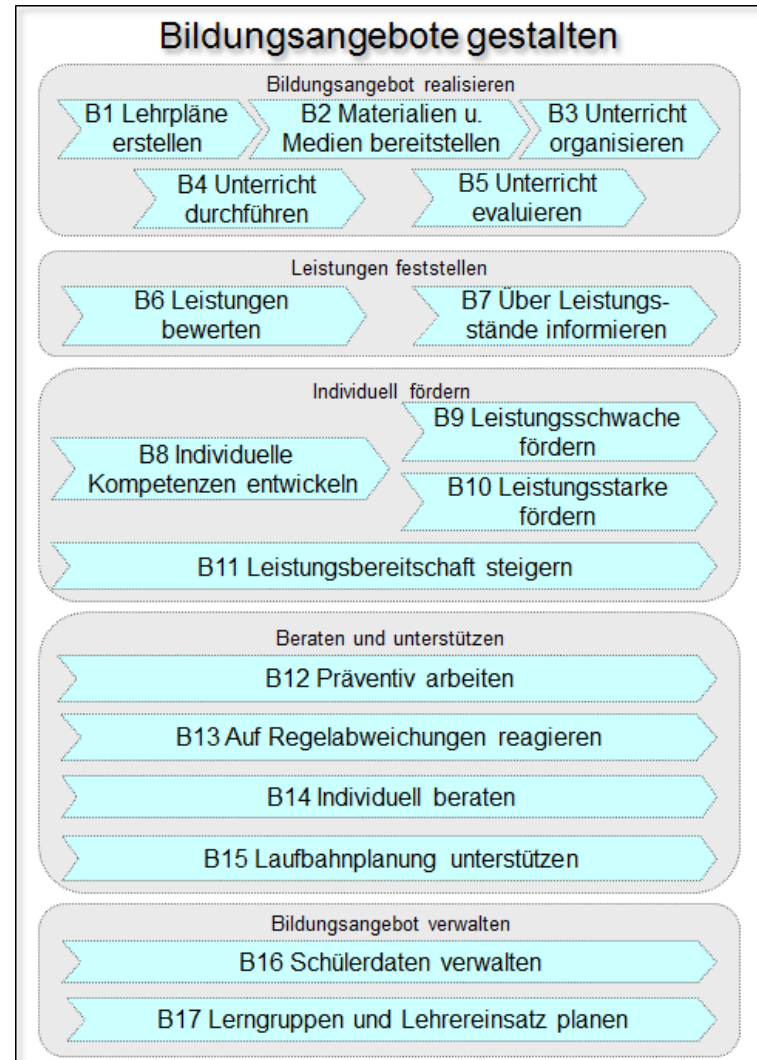 Bildungsangebote gestalten
Bildungsangebot realisieren
B1 Lehrpläne
erstellen
B2 Materialien u.
Medien bereitstellen
B3 Unterricht
organisieren
B4 Unterricht
durchführen
B5 Unterricht
evaluieren
Leistungen feststellen
B6 Leistungen
bewerten
B7 Über Leistungs-
stände informieren
Individuell fördern
B8 Individuelle
Kompetenzen entwickeln
B9 Leistungsschwache
fördern
B10 Leistungsstarke
fördern
B11 Leistungsbereitschaft steigern
Beraten und unterstützen
B12 Präventiv arbeiten
B13 Auf Regelabweichungen reagieren
B14 Individuell beraten
B15 Laufbahnplanung unterstützen
Bildungsangebot verwalten
B16 Schülerdaten verwalten
B17 Lerngruppen und Lehrereinsatz planen